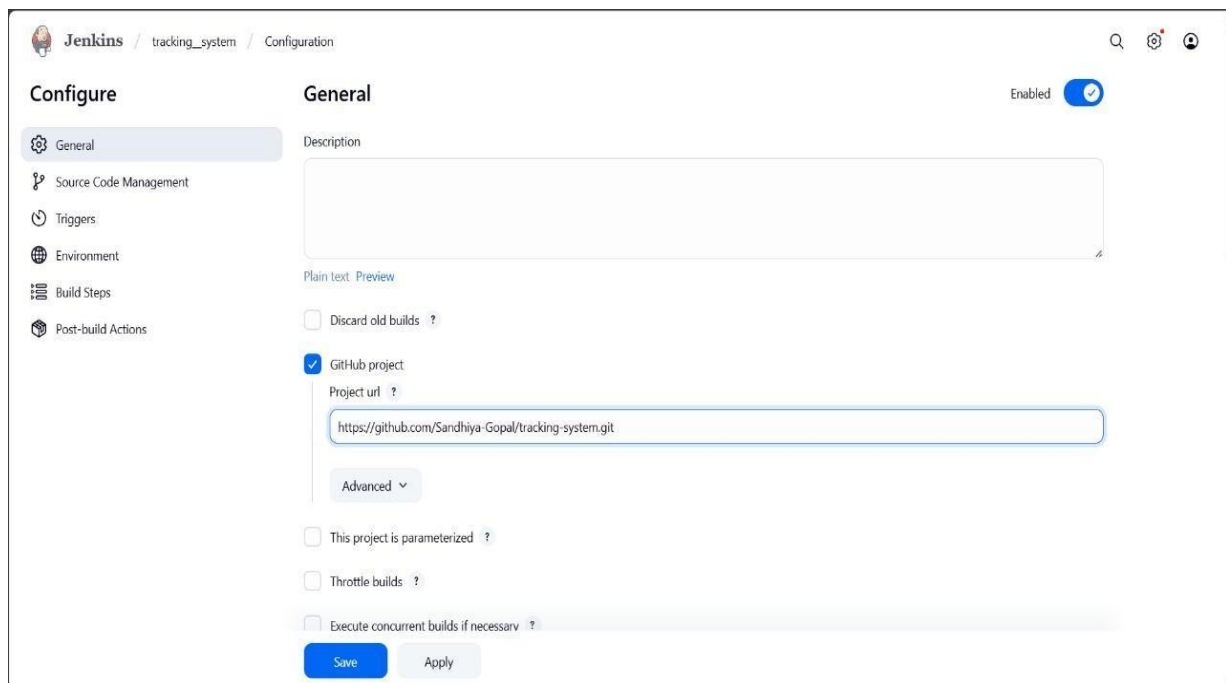 Jenkins / tracking_system / Configuration
Configure
General
Source Code Management
Triggers
Environment
Build Steps
Post-build Actions
General
Enabled
Description
Plain text Preview
Discard old builds ?
GitHub project
Project url ?
https://github.com/Sandhiya-Gopal/tracking-system.git
Advanced
This project is parameterized ?
Throttle builds ?
Execute concurrent builds if necessary ?
Save Apply